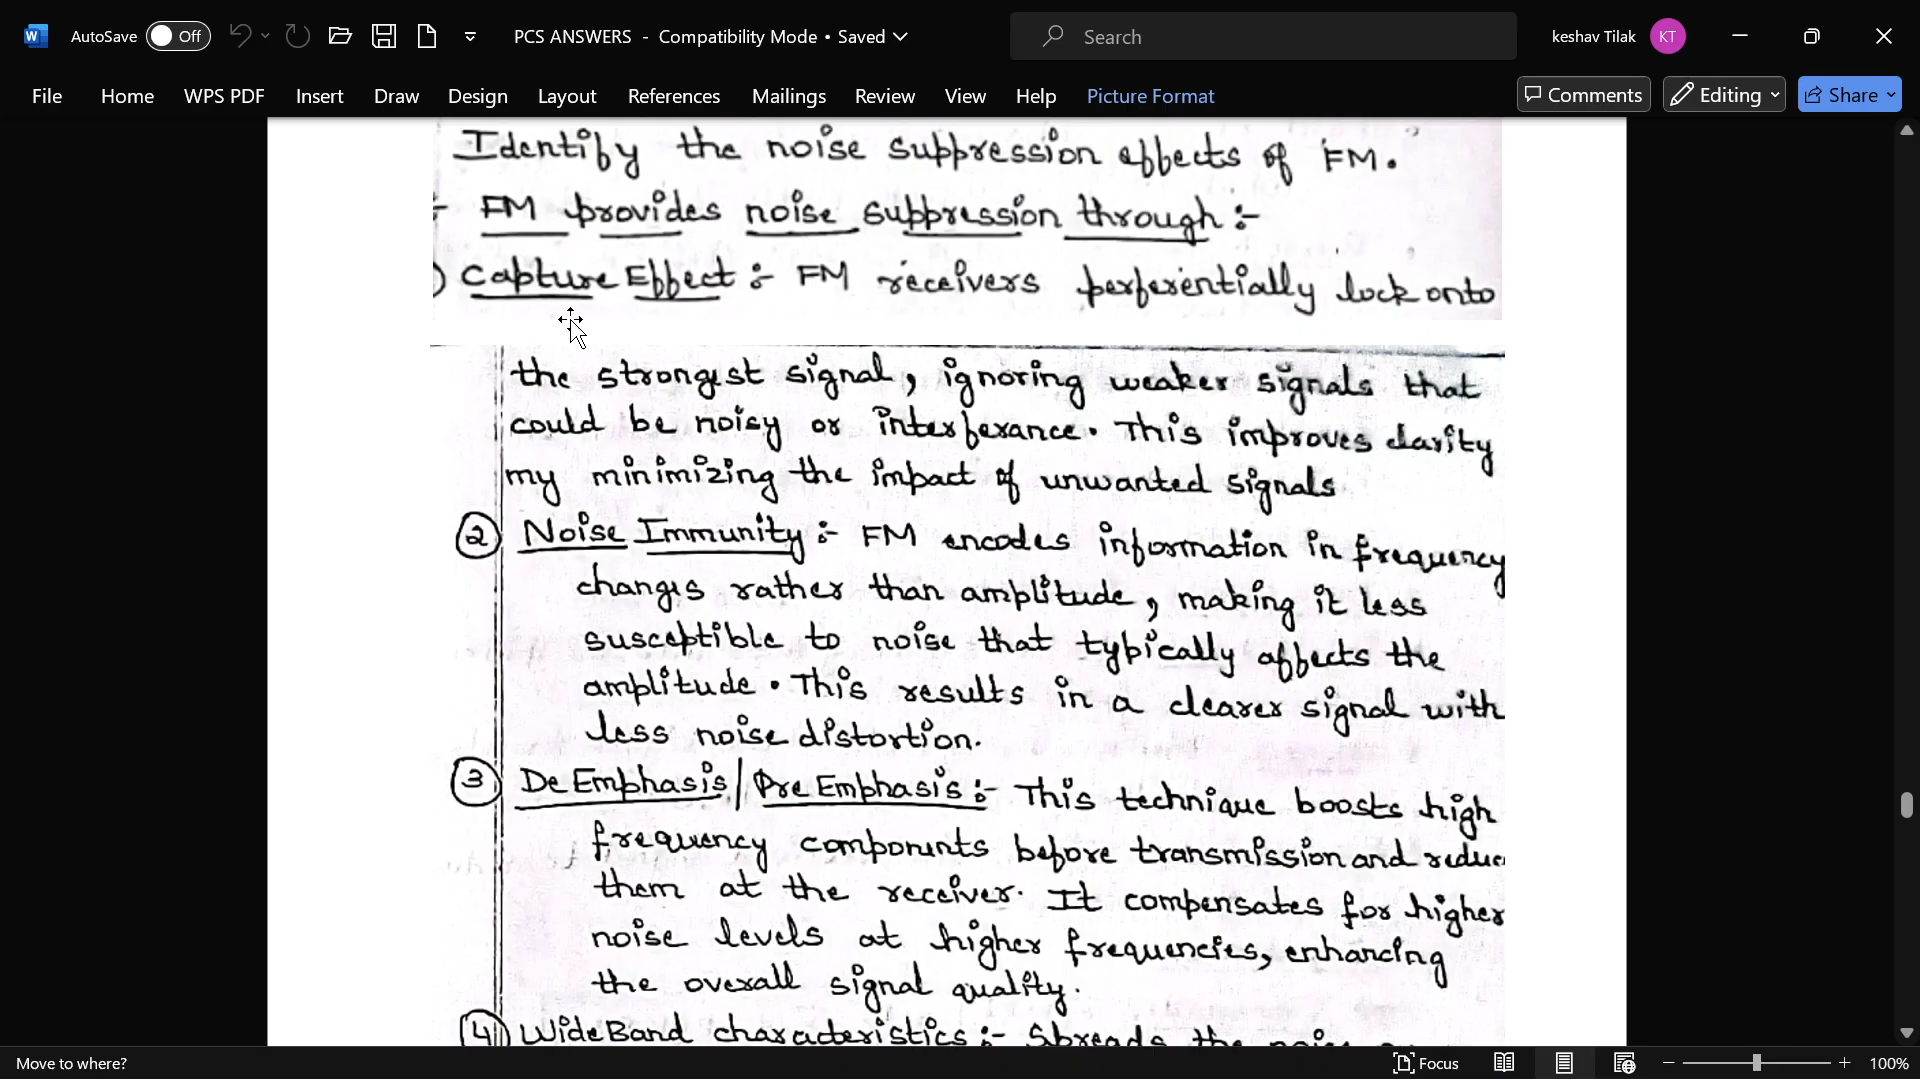 AutoSave Off PCS ANSWERS - Compatibility Mode • Saved Search keshav Tilak KT
File Home WPS PDF Insert Draw Design Layout References Mailings Review View Help Picture Format Comments Editing Share
Identify the noise suppression effects of FM.
:- FM provides noise suppression through :-
) Capture Effect :- FM receivers perferentially lock onto
the strongest signal, ignoring weaker signals that
could be noisy or interferance. This improves clarity
my minimizing the impact of unwanted signals
② Noise Immunity :- FM encodes information in frequency
changes rather than amplitude, making it less
susceptible to noise that typically affects the
amplitude. This results in a clearer signal with
less noise distortion.
③ De Emphasis/Pre Emphasis :- This technique boosts high
frequency components before transmission and reduce
them at the receiver. It compensates for higher
noise levels at higher frequencies, enhancing
the overall signal quality.
④ WideBand characteristics :- Spreads the noise
Move to where? Focus 100%